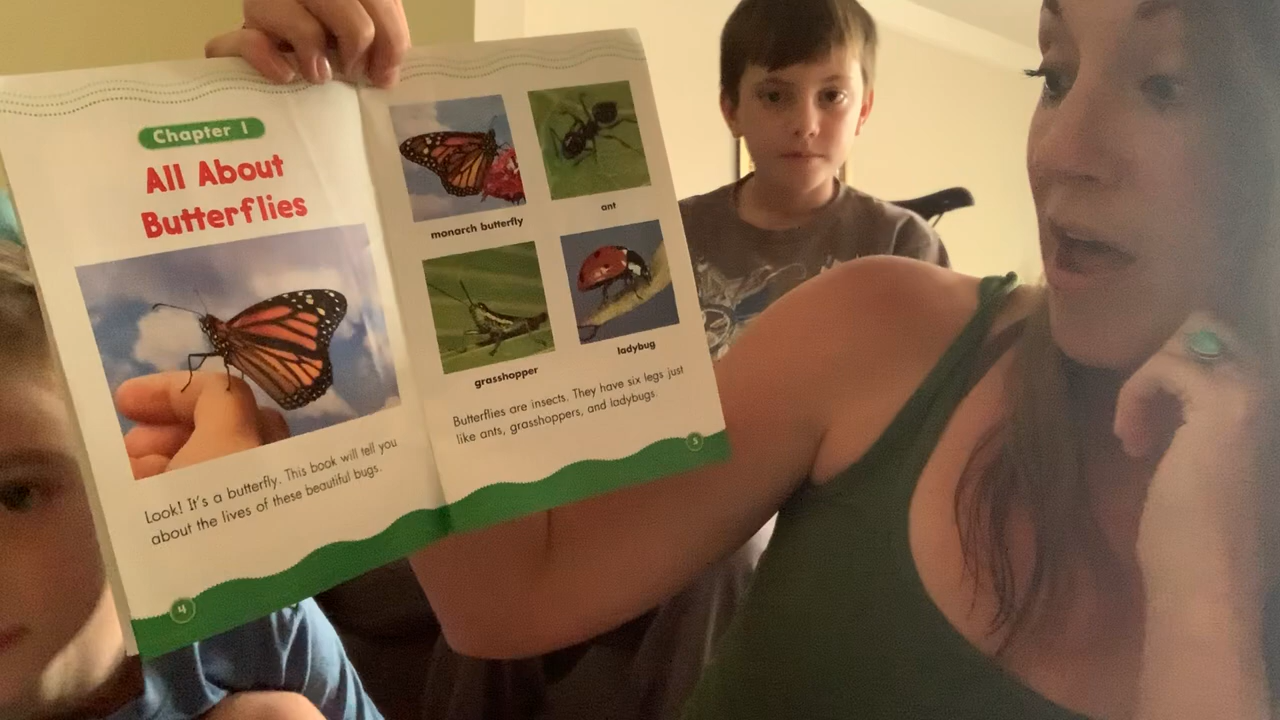 Chapter 1
All About
Butterflies
Look! It's a butterfly. This book will tell you
about the lives of these beautiful bugs.
4
monarch butterfly
ant
grasshopper
ladybug
Butterflies are insects. They have six legs just
like ants, grasshoppers, and ladybugs.
5